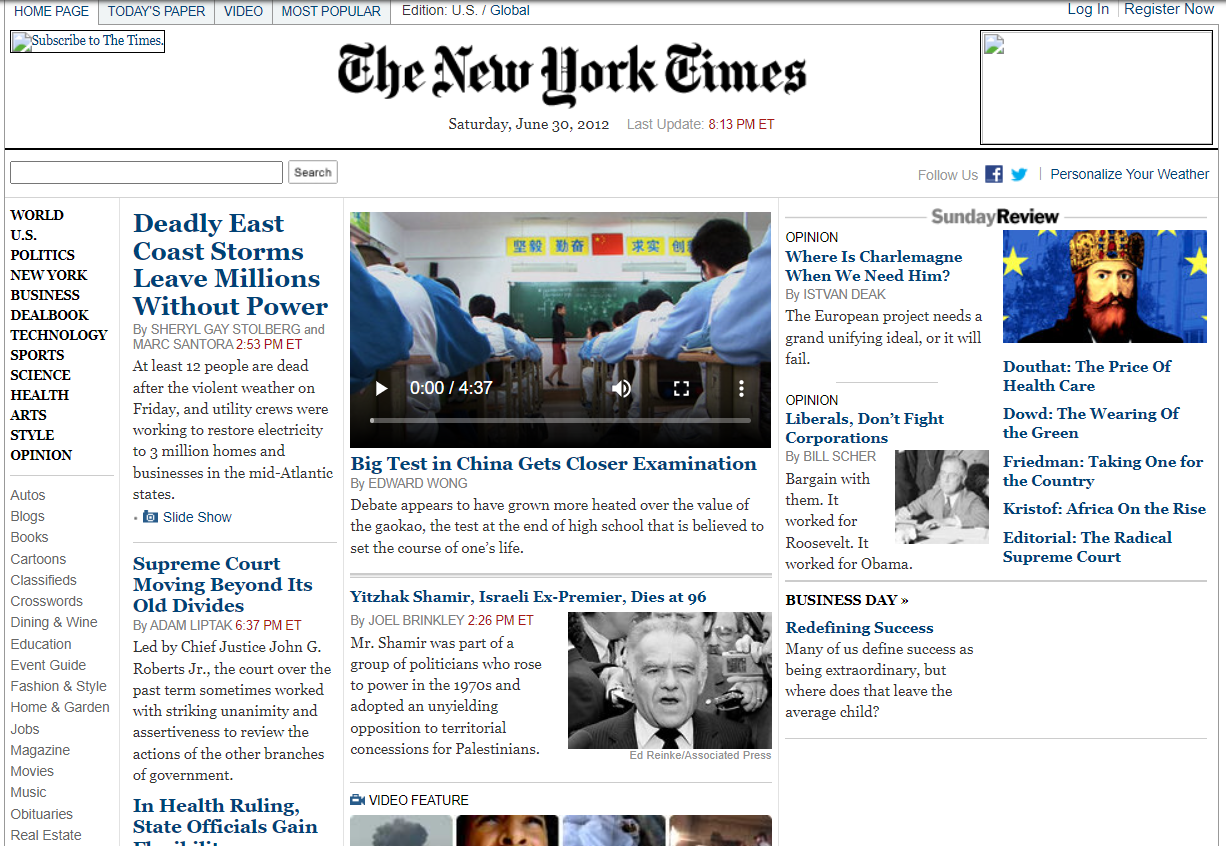 HOME PAGE
TODAY'S PAPER
VIDEO
MOST POPULAR
Edition: U.S. / Global
Log In
Register Now
Subscribe to The Times.
The New York Times
Saturday, June 30, 2012 Last Update: 8:13 PM ET
Search
Follow Us
Personalize Your Weather
WORLD
U.S.
POLITICS
NEW YORK
BUSINESS
DEALBOOK
TECHNOLOGY
SPORTS
SCIENCE
HEALTH
ARTS
STYLE
OPINION
Autos
Blogs
Books
Cartoons
Classifieds
Crosswords
Dining & Wine
Education
Event Guide
Fashion & Style
Home & Garden
Jobs
Magazine
Movies
Music
Obituaries
Real Estate
Deadly East
Coast Storms
Leave Millions
Without Power
By SHERYL GAY STOLBERG and
MARC SANTORA 2:53 PM ET
At least 12 people are dead
after the violent weather on
Friday, and utility crews were
working to restore electricity
to 3 million homes and
businesses in the mid-Atlantic
states.
Slide Show
Supreme Court
Moving Beyond Its
Old Divides
By ADAM LIPTAK 6:37 PM ET
Led by Chief Justice John G.
Roberts Jr., the court over the
past term sometimes worked
with striking unanimity and
assertiveness to review the
actions of the other branches
of government.
In Health Ruling,
State Officials Gain
坚毅 勤奋 求实 创
0:00 / 4:37
Big Test in China Gets Closer Examination
By EDWARD WONG
Debate appears to have grown more heated over the value of
the gaokao, the test at the end of high school that is believed to
set the course of one's life.
Yitzhak Shamir, Israeli Ex-Premier, Dies at 96
By JOEL BRINKLEY 2:26 PM ET
Mr. Shamir was part of a
group of politicians who rose
to power in the 1970s and
adopted an unyielding
opposition to territorial
concessions for Palestinians.
Ed Reinke/Associated Press
VIDEO FEATURE
SundayReview
OPINION
Where Is Charlemagne
When We Need Him?
By ISTVAN DEAK
The European project needs a
grand unifying ideal, or it will
fail.
OPINION
Liberals, Don't Fight
Corporations
By BILL SCHER
Bargain with
them. It
worked for
Roosevelt. It
worked for Obama.
Douthat: The Price Of
Health Care
Dowd: The Wearing Of
the Green
Friedman: Taking One for
the Country
Kristof: Africa On the Rise
Editorial: The Radical
Supreme Court
BUSINESS DAY »
Redefining Success
Many of us define success as
being extraordinary, but
where does that leave the
average child?